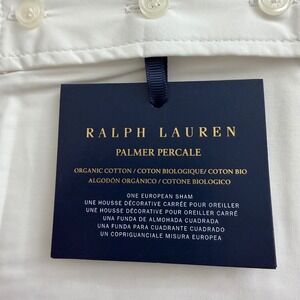 RALPH LAUREN
PALMER PERCALE
ORGANIC COTTON / COTON BIOLOGIQUE / COTON BIO
ALGODÓN ORGÁNICO / COTONE BIOLOGICO
ONE EUROPEAN SHAM
UNE HOUSSE DÉCORATIVE CARRÉE POUR OREILLER
UNE HOUSSE DÉCORATIVE POUR OREILLER CARRÉ
UNA FUNDA DE ALMOHADA CUADRADA
UNA FUNDA PARA CUADRANTE CUADRADO
UN COPRIGUANCIALE MISURA EUROPEA